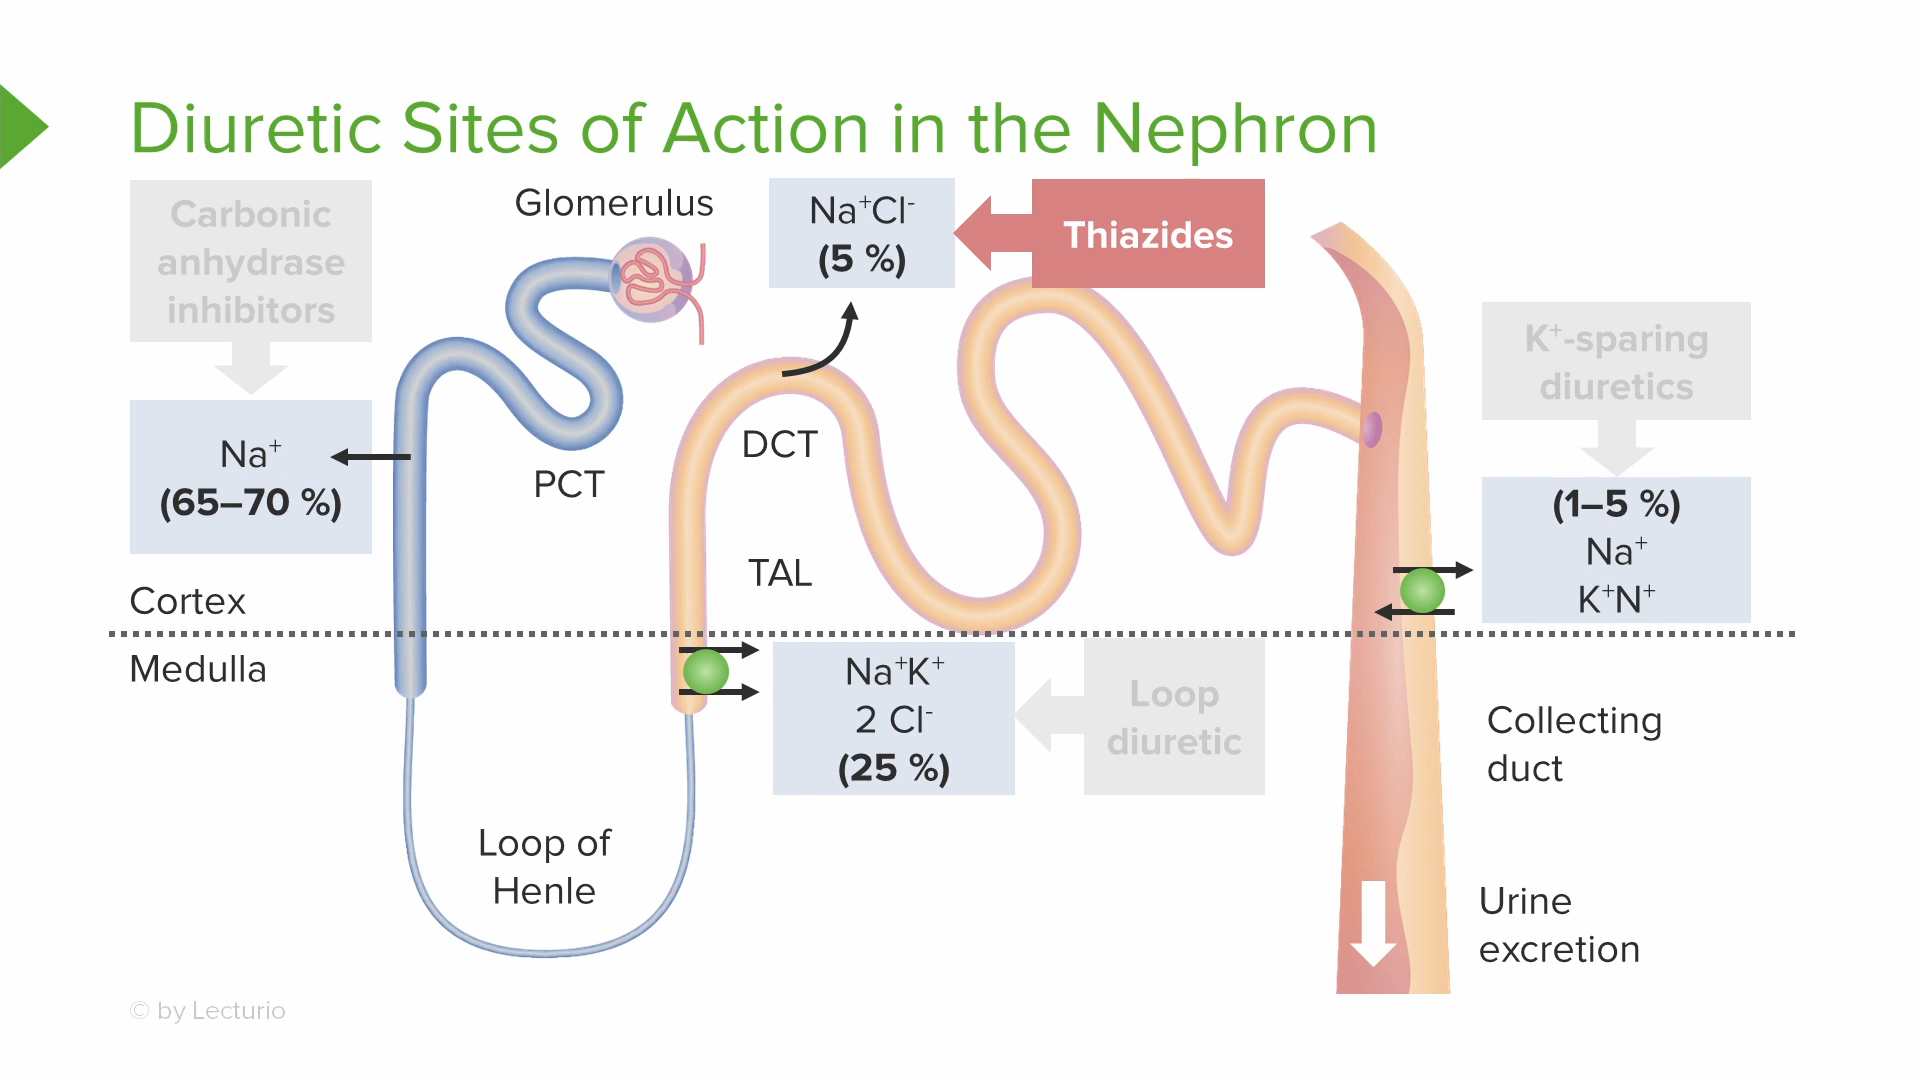 Diuretic Sites of Action in the Nephron
Carbonic
anhydrase
inhibitors
Na⁺
(65–70 %)
Glomerulus
PCT
Na⁺Cl⁻
(5 %)
Thiazides
DCT
TAL
K⁺-sparing
diuretics
(1–5 %)
Na⁺
K⁺N⁺
Cortex
Medulla
Na⁺K⁺
2 Cl⁻
(25 %)
Loop
diuretic
Loop of
Henle
Collecting
duct
Urine
excretion
© by Lecturio